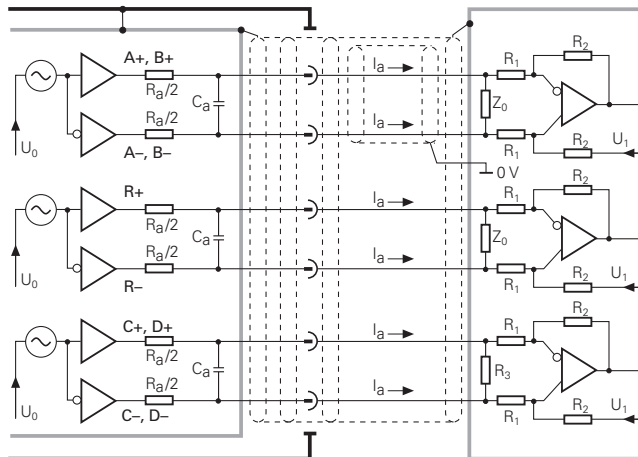 A+, B+
Ra/2
Ca
Ra/2
A−, B−
U0
Ia
Ia
Z0
R1
R2
R1
R2
U1
0 V
R+
Ra/2
Ca
Ra/2
R−
U0
Ia
Ia
Z0
R1
R2
R1
R2
U1
C+, D+
Ra/2
Ca
Ra/2
C−, D−
U0
Ia
Ia
R3
R1
R2
R1
R2
U1